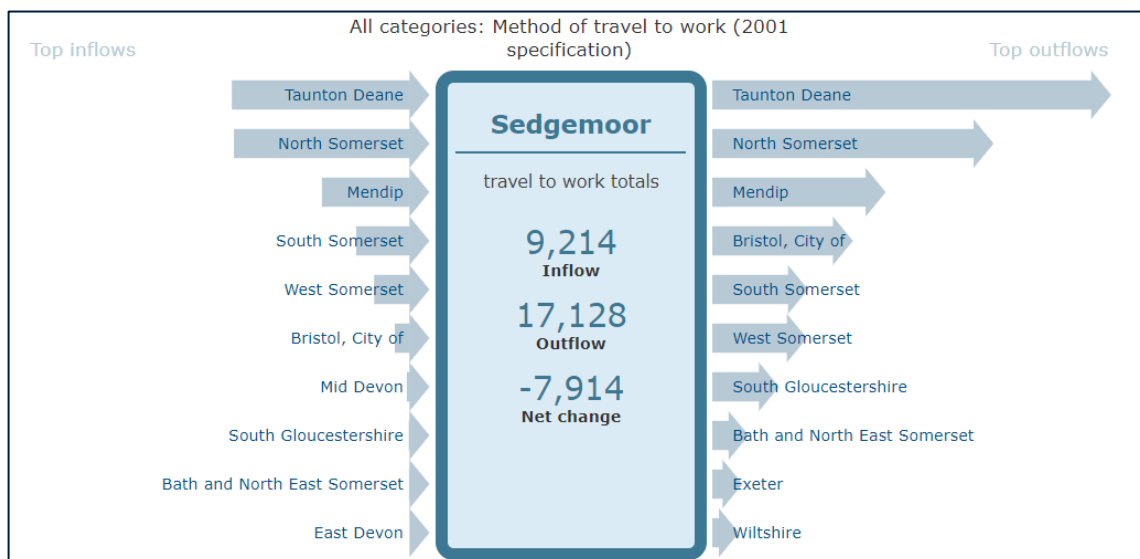 All categories: Method of travel to work (2001
specification)
Top inflows
Top outflows
Taunton Deane
North Somerset
Mendip
South Somerset
West Somerset
Bristol, City of
Mid Devon
South Gloucestershire
Bath and North East Somerset
East Devon
Sedgemoor
travel to work totals
9,214
Inflow
17,128
Outflow
-7,914
Net change
Taunton Deane
North Somerset
Mendip
Bristol, City of
South Somerset
West Somerset
South Gloucestershire
Bath and North East Somerset
Exeter
Wiltshire